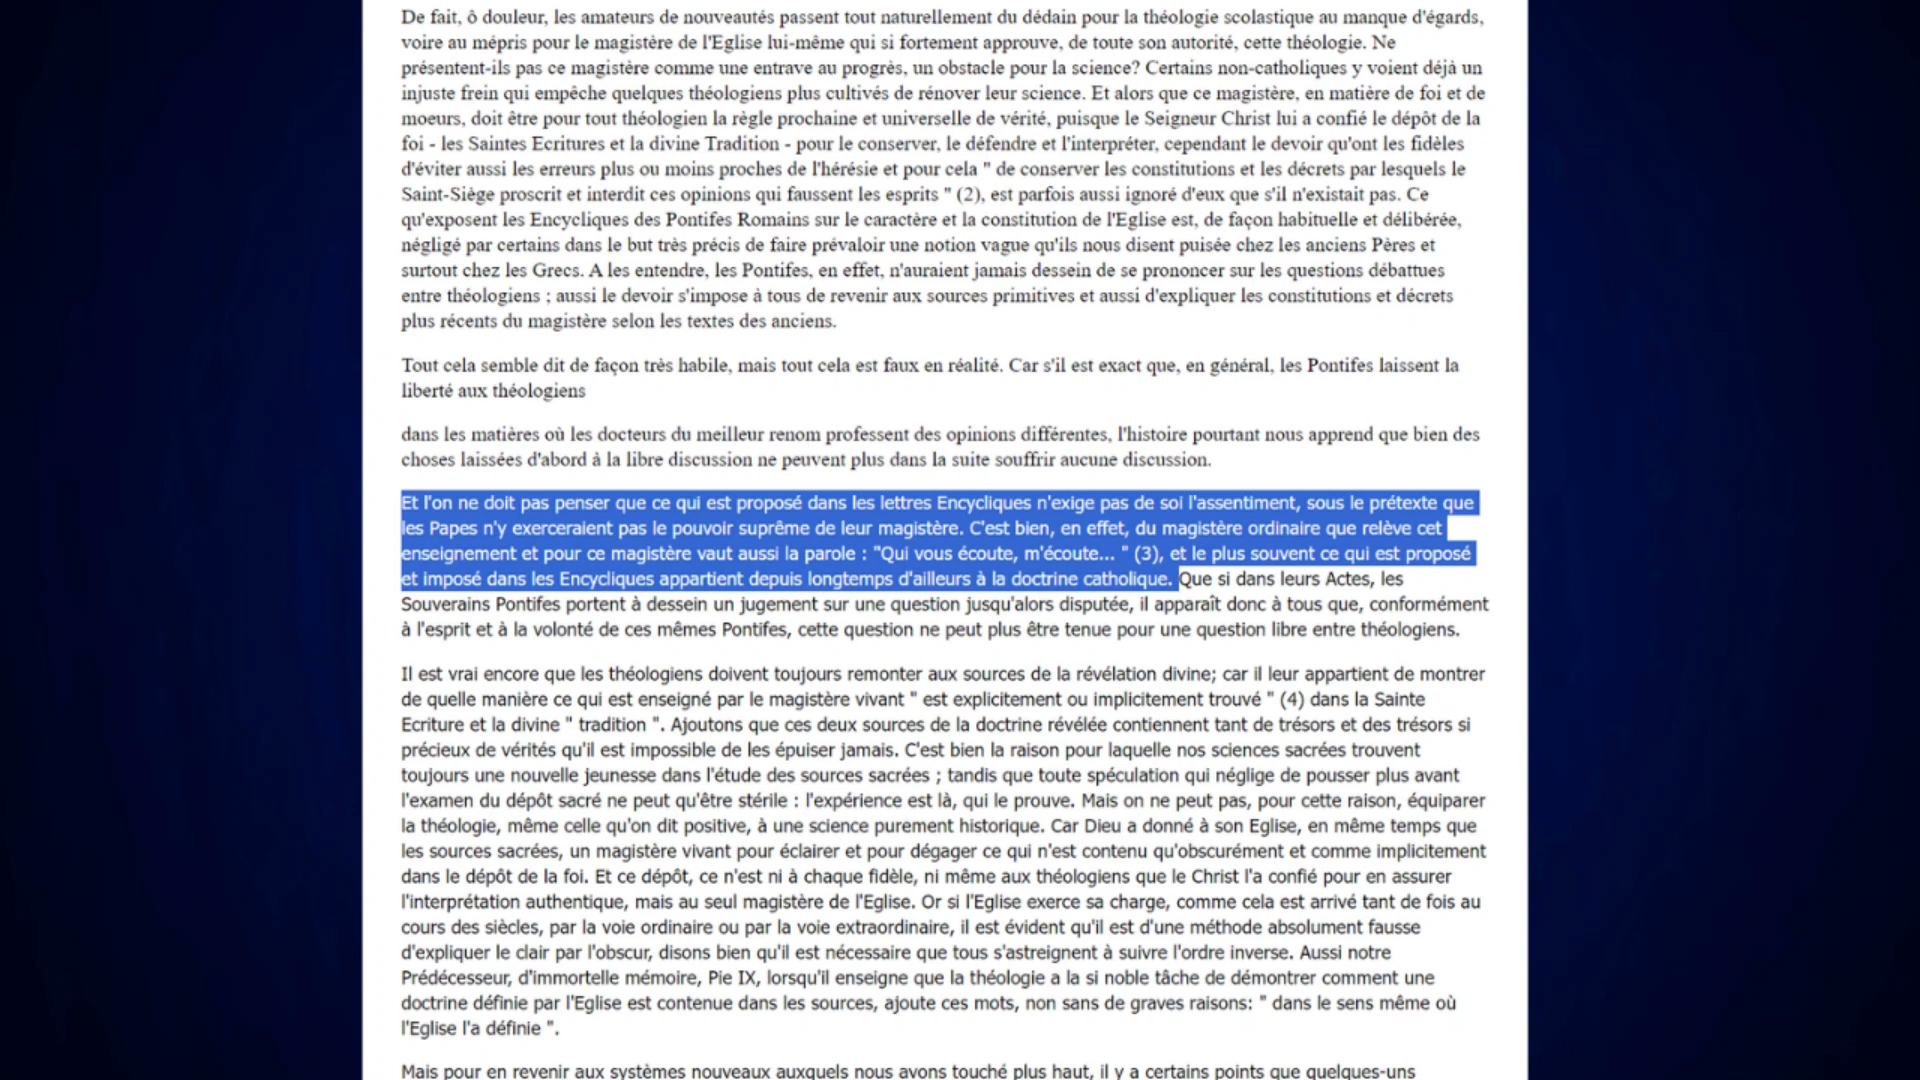 De fait, ô douleur, les amateurs de nouveautés passent tout naturellement du dédain pour la théologie scolastique au manque d'égards,
voire au mépris pour le magistère de l'Eglise lui-même qui si fortement approuve, de toute son autorité, cette théologie. Ne
présentent-ils pas ce magistère comme une entrave au progrès, un obstacle pour la science? Certains non-catholiques y voient déjà un
injuste frein qui empêche quelques théologiens plus cultivés de rénover leur science. Et alors que ce magistère, en matière de foi et de
moeurs, doit être pour tout théologien la règle prochaine et universelle de vérité, puisque le Seigneur Christ lui a confié le dépôt de la
foi - les Saintes Ecritures et la divine Tradition - pour le conserver, le défendre et l'interpréter, cependant le devoir qu'ont les fidèles
d'éviter aussi les erreurs plus ou moins proches de l'hérésie et pour cela " de conserver les constitutions et les décrets par lesquels le
Saint-Siège proscrit et interdit ces opinions qui faussent les esprits " (2), est parfois aussi ignoré d'eux que s'il n'existait pas. Ce
qu'exposent les Encycliques des Pontifes Romains sur le caractère et la constitution de l'Eglise est, de façon habituelle et délibérée,
négligé par certains dans le but très précis de faire prévaloir une notion vague qu'ils nous disent puisée chez les anciens Pères et
surtout chez les Grecs. A les entendre, les Pontifes, en effet, n'auraient jamais dessein de se prononcer sur les questions débattues
entre théologiens ; aussi le devoir s'impose à tous de revenir aux sources primitives et aussi d'expliquer les constitutions et décrets
plus récents du magistère selon les textes des anciens.
Tout cela semble dit de façon très habile, mais tout cela est faux en réalité. Car s'il est exact que, en général, les Pontifes laissent la
liberté aux théologiens
dans les matières où les docteurs du meilleur renom professent des opinions différentes, l'histoire pourtant nous apprend que bien des
choses laissées d'abord à la libre discussion ne peuvent plus dans la suite souffrir aucune discussion.
Et l'on ne doit pas penser que ce qui est proposé dans les lettres Encycliques n'exige pas de soi l'assentiment, sous le prétexte que
les Papes n'y exerceraient pas le pouvoir suprême de leur magistère. C'est bien, en effet, du magistère ordinaire que relève cet
enseignement et pour ce magistère vaut aussi la parole : "Qui vous écoute, m'écoute... " (3), et le plus souvent ce qui est proposé
et imposé dans les Encycliques appartient depuis longtemps d'ailleurs à la doctrine catholique. Que si dans leurs Actes, les
Souverains Pontifes portent à dessein un jugement sur une question jusqu'alors disputée, il apparaît donc à tous que, conformément
à l'esprit et à la volonté de ces mêmes Pontifes, cette question ne peut plus être tenue pour une question libre entre théologiens.
Il est vrai encore que les théologiens doivent toujours remonter aux sources de la révélation divine; car il leur appartient de montrer
de quelle manière ce qui est enseigné par le magistère vivant " est explicitement ou implicitement trouvé " (4) dans la Sainte
Ecriture et la divine " tradition ". Ajoutons que ces deux sources de la doctrine révélée contiennent tant de trésors et des trésors si
précieux de vérités qu'il est impossible de les épuiser jamais. C'est bien la raison pour laquelle nos sciences sacrées trouvent
toujours une nouvelle jeunesse dans l'étude des sources sacrées ; tandis que toute spéculation qui néglige de pousser plus avant
l'examen du dépôt sacré ne peut qu'être stérile : l'expérience est là, qui le prouve. Mais on ne peut pas, pour cette raison, équiparer
la théologie, même celle qu'on dit positive, à une science purement historique. Car Dieu a donné à son Eglise, en même temps que
les sources sacrées, un magistère vivant pour éclairer et pour dégager ce qui n'est contenu qu'obscurément et comme implicitement
dans le dépôt de la foi. Et ce dépôt, ce n'est ni à chaque fidèle, ni même aux théologiens que le Christ l'a confié pour en assurer
l'interprétation authentique, mais au seul magistère de l'Eglise. Or si l'Eglise exerce sa charge, comme cela est arrivé tant de fois au
cours des siècles, par la voie ordinaire ou par la voie extraordinaire, il est évident qu'il est d'une méthode absolument fausse
d'expliquer le clair par l'obscur, disons bien qu'il est nécessaire que tous s'astreignent à suivre l'ordre inverse. Aussi notre
Prédécesseur, d'immortelle mémoire, Pie IX, lorsqu'il enseigne que la théologie a la si noble tâche de démontrer comment une
doctrine définie par l'Eglise est contenue dans les sources, ajoute ces mots, non sans de graves raisons: " dans le sens même où
l'Eglise l'a définie ".
Mais pour en revenir aux systèmes nouveaux auxquels nous avons touché plus haut, il y a certains points que quelques-uns